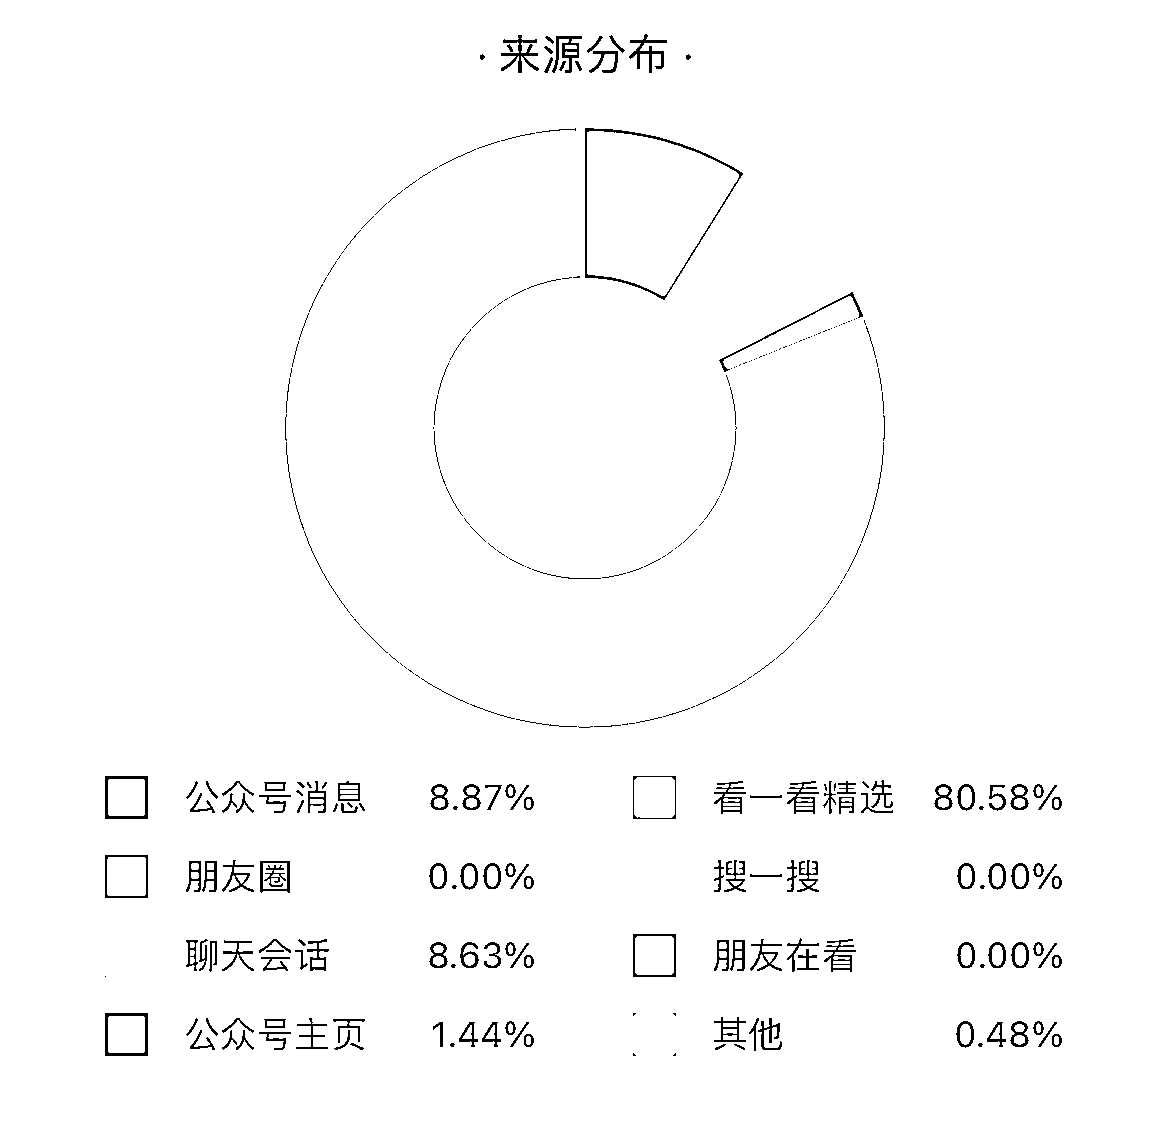 · 来源分布 ·
公众号消息 8.87% 看一看精选 80.58%
朋友圈 0.00% 搜一搜 0.00%
聊天会话 8.63% 朋友在看 0.00%
公众号主页 1.44% 其他 0.48%